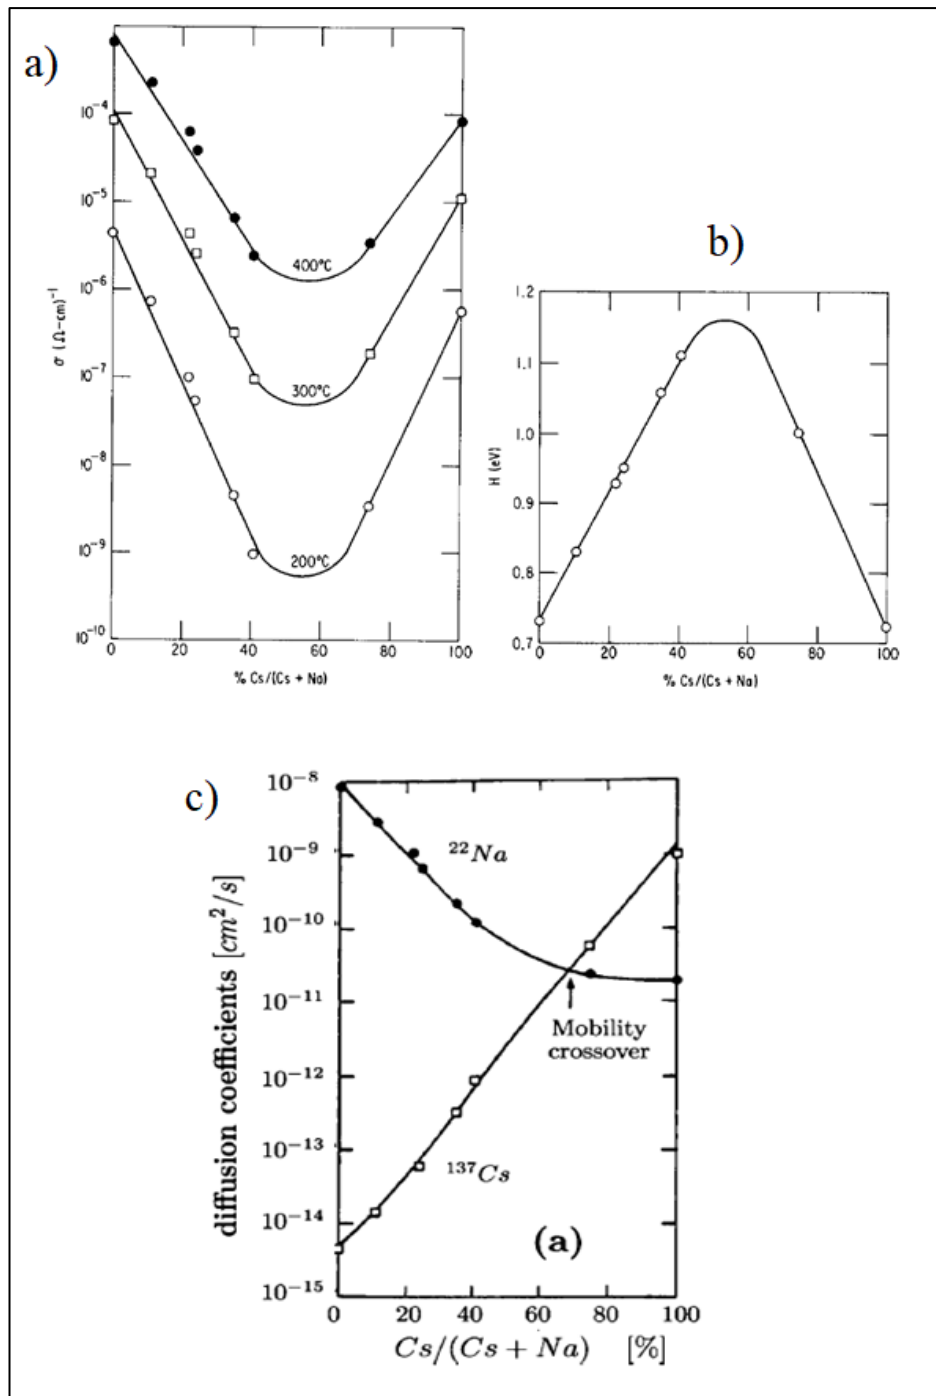 a)
10⁻⁴
10⁻⁵
10⁻⁶
10⁻⁷
10⁻⁸
10⁻⁹
10⁻¹⁰
σ (Ω-cm)⁻¹
400°C
300°C
200°C
0 20 40 60 80 100
% Cs/(Cs + Na)
b)
1.2
1.1
1.0
0.9
0.8
0.7
H (eV)
0 20 40 60 80 100
% Cs/(Cs + Na)
c)
10⁻⁸
10⁻⁹
10⁻¹⁰
10⁻¹¹
10⁻¹²
10⁻¹³
10⁻¹⁴
10⁻¹⁵
diffusion coefficients [cm²/s]
²²Na
Mobility
crossover
¹³⁷Cs
(a)
0 20 40 60 80 100
Cs/(Cs + Na) [%]